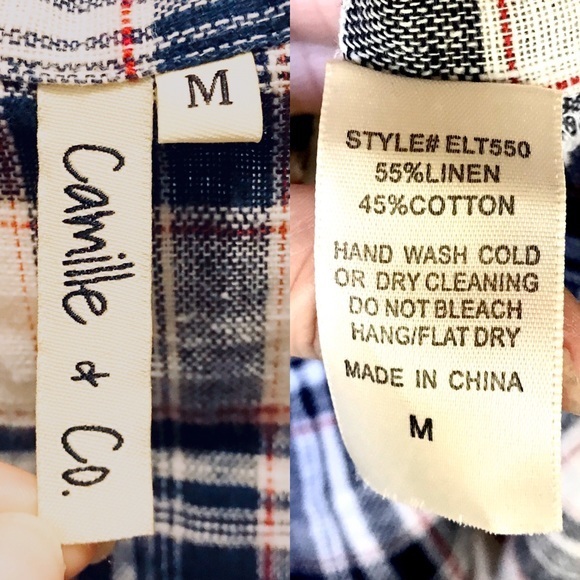 M
Camille & Co.
STYLE# ELT550
55%LINEN
45%COTTON
HAND WASH COLD
OR DRY CLEANING
DO NOT BLEACH
HANG/FLAT DRY
MADE IN CHINA
M